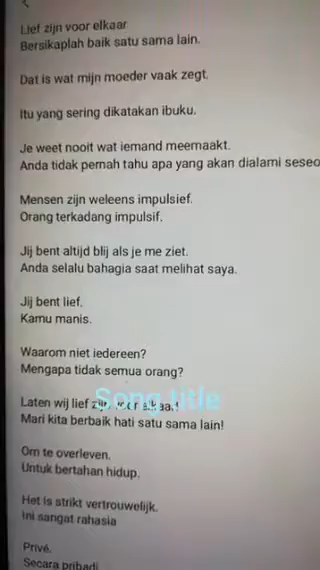 Lief zijn voor elkaar
Bersikaplah baik satu sama lain.
Dat is wat mijn moeder vaak zegt.
Itu yang sering dikatakan ibuku.
Je weet nooit wat iemand meemaakt.
Anda tidak pernah tahu apa yang akan dialami seseo
Mensen zijn weleens impulsief.
Orang terkadang impulsif.
Jij bent altijd blij als je me ziet.
Anda selalu bahagia saat melihat saya.
Jij bent lief.
Kamu manis.
Waarom niet iedereen?
Mengapa tidak semua orang?
Song title
Laten wij lief zijn voor elkaar!
Mari kita berbaik hati satu sama lain!
Om te overleven.
Untuk bertahan hidup.
Het is strikt vertrouwelijk.
Ini sangat rahasia
Privé.
Secara pribadi